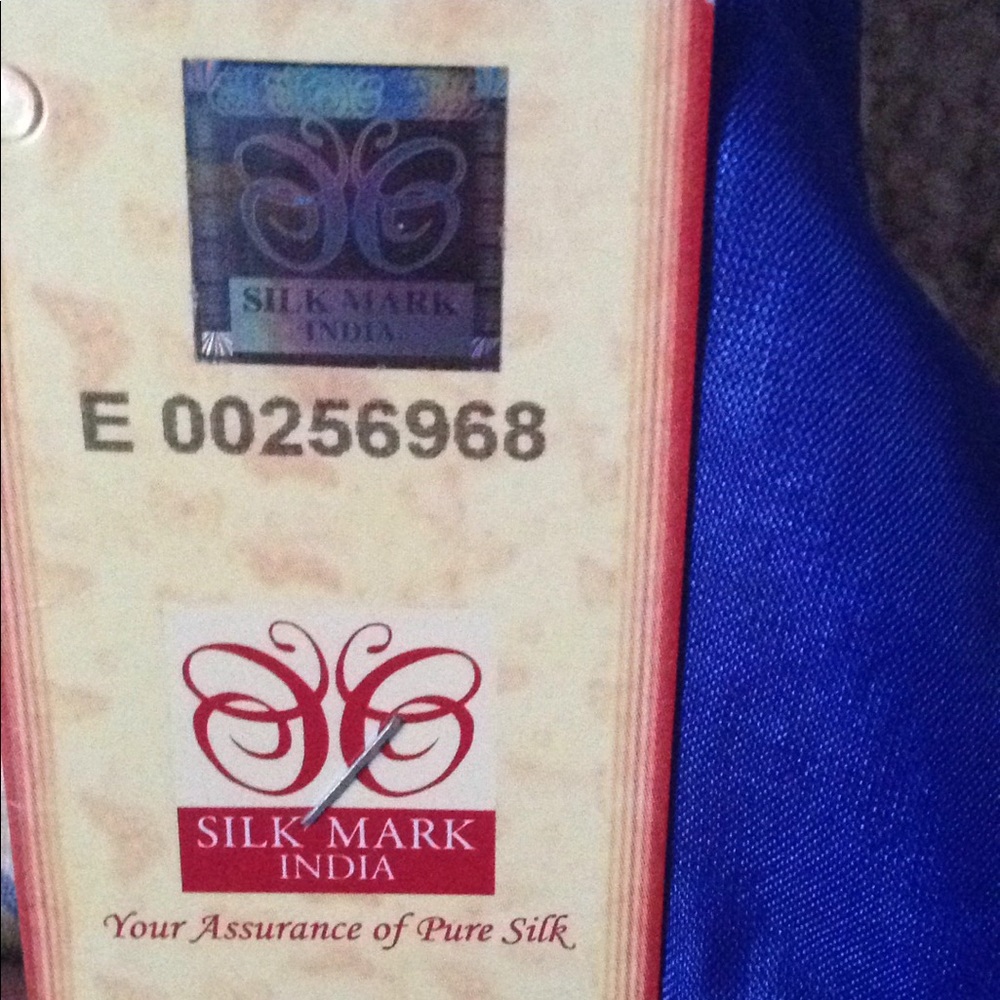 SILK MARK
INDIA
E 00256968
SILK MARK
INDIA
Your Assurance of Pure Silk